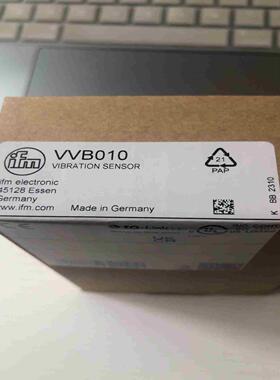 ifm
VVB010
VIBRATION SENSOR
ifm electronic
45128 Essen
Germany
www.ifm.com
Made in Germany
21
PAP
K BB 2310